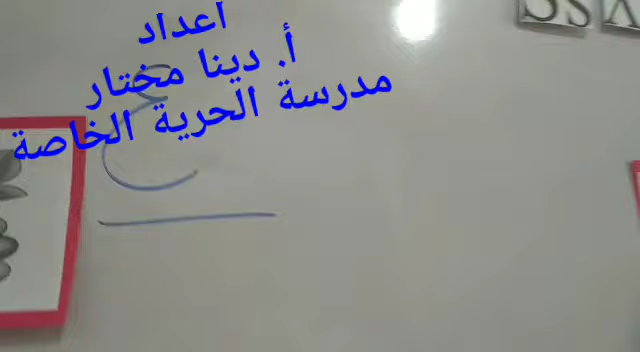 اعداد
أ. دينا مختار
مدرسة الحرية الخاصة